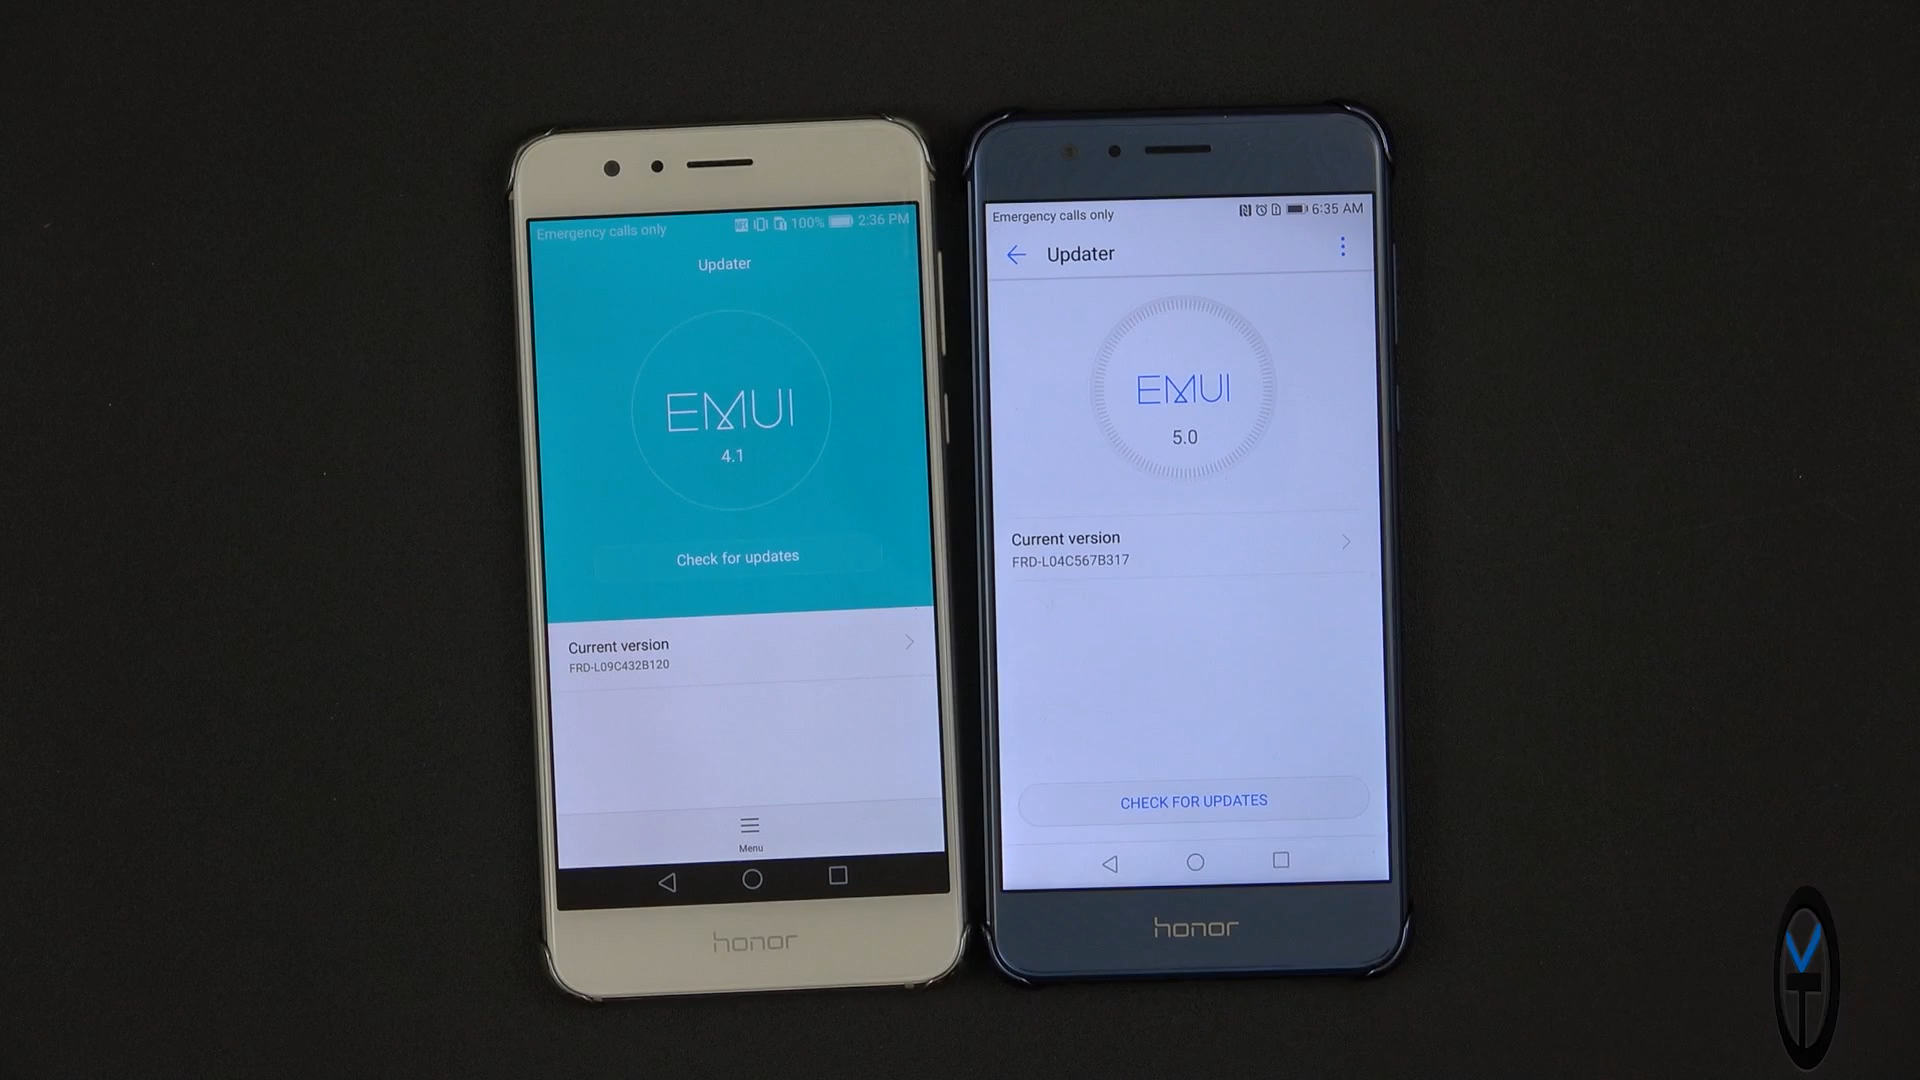 Emergency calls only
100%
2:36 PM
Updater
EMUI
4.1
Check for updates
Current version
FRD-L09C432B120
Menu
honor
Emergency calls only
6:35 AM
Updater
EMUI
5.0
Current version
FRD-L04C567B317
CHECK FOR UPDATES
honor
VT